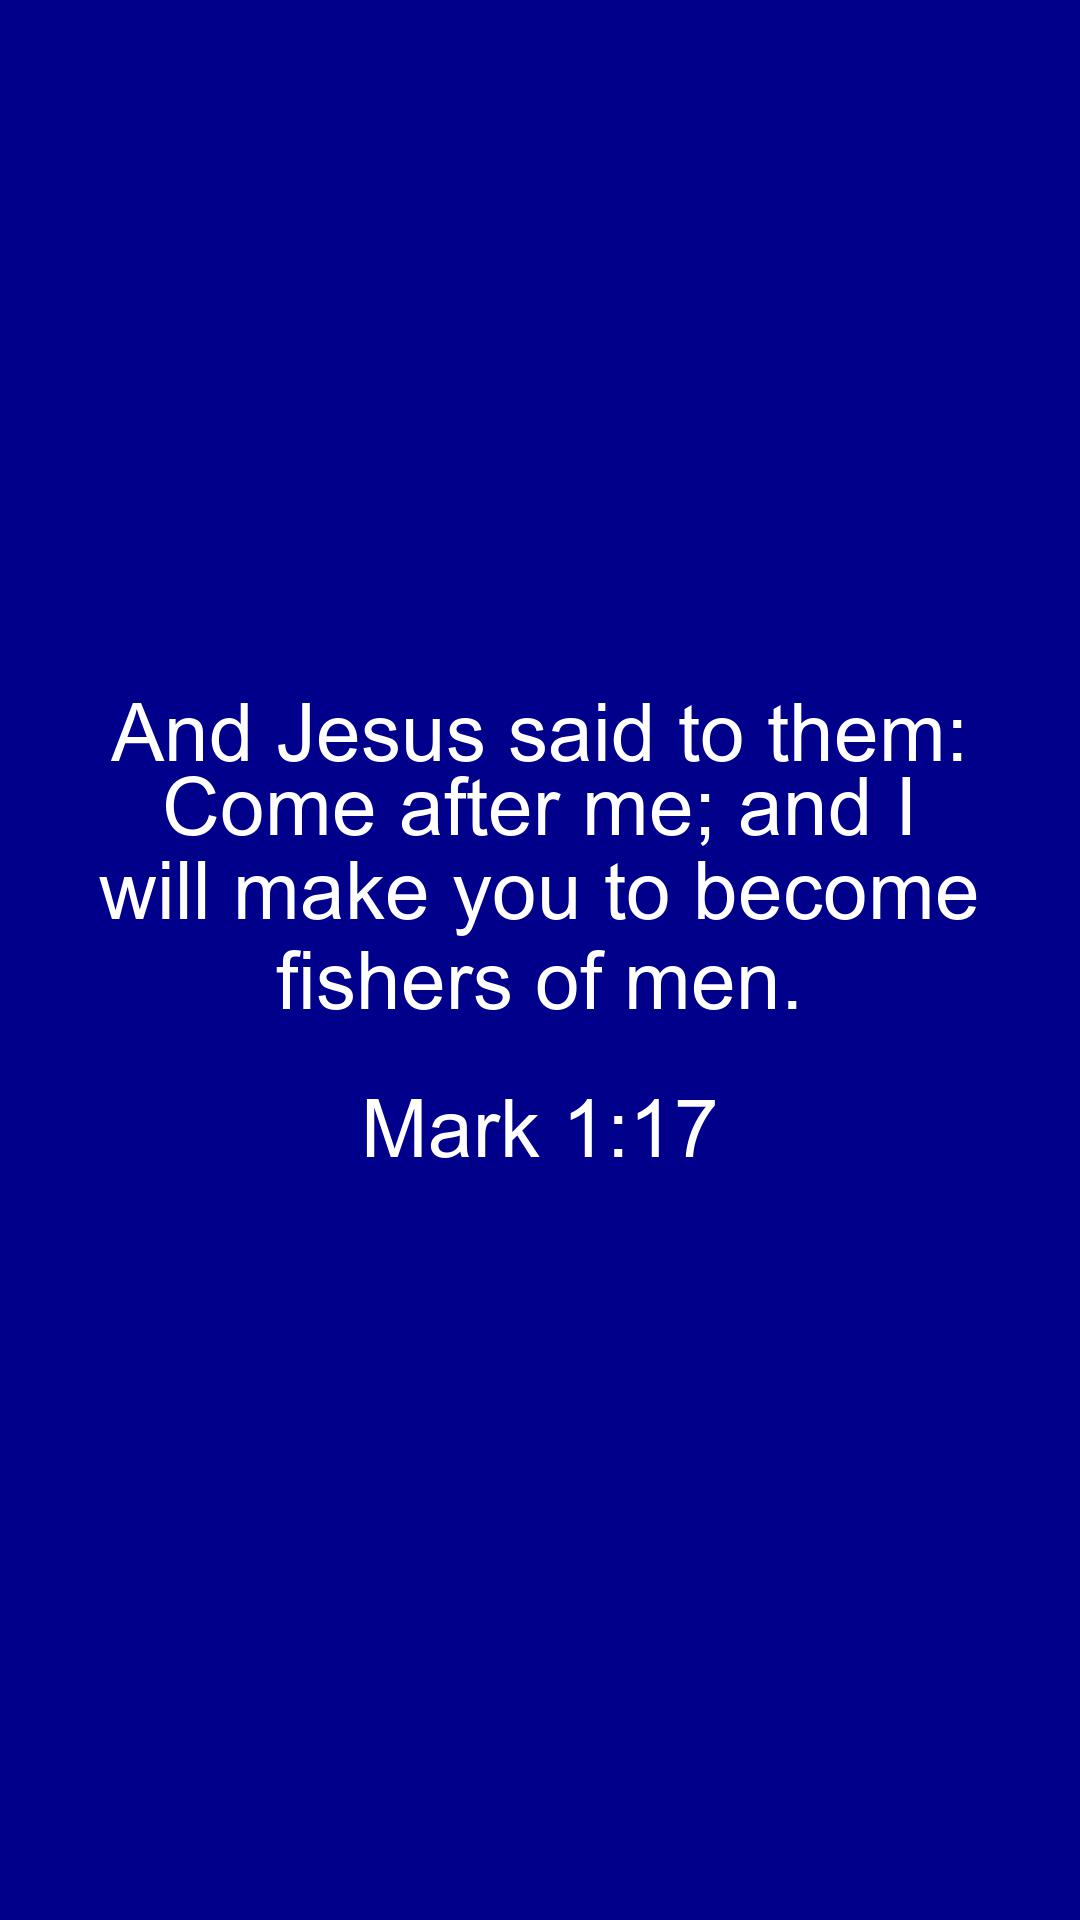 And Jesus said to them:
Come after me; and I
will make you to become
fishers of men.
Mark 1:17